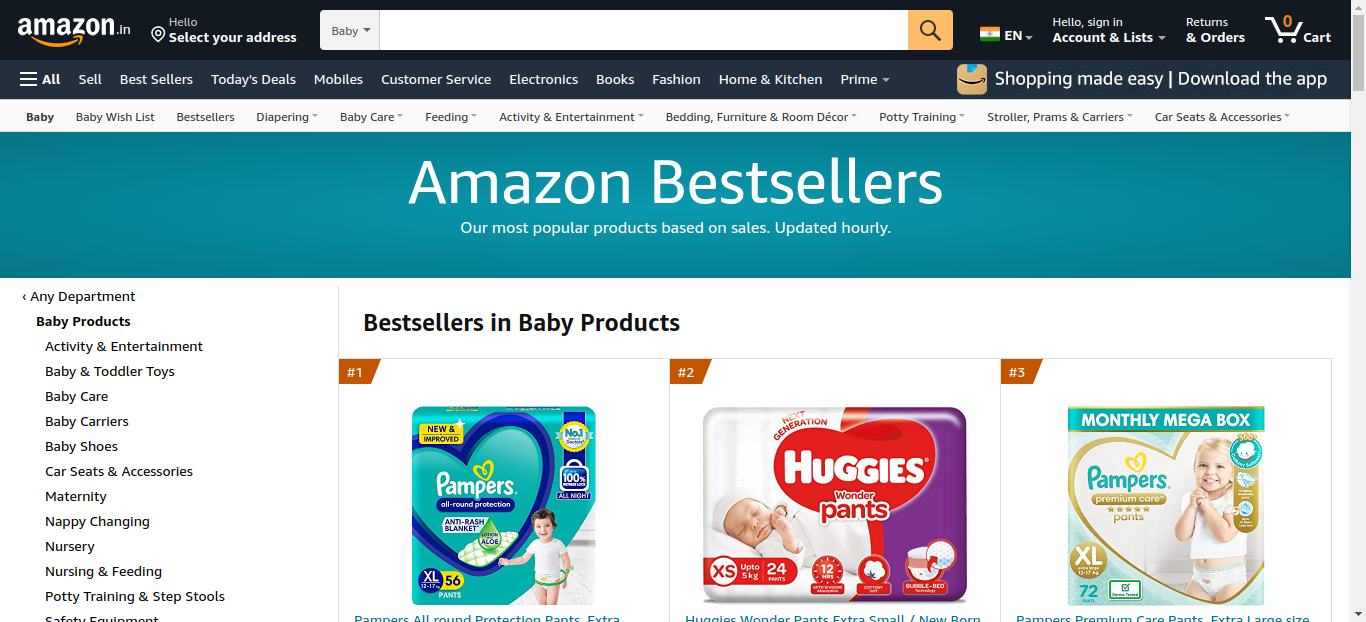 amazon.in
Hello
Select your address
Baby
EN
Hello, sign in
Account & Lists
Returns
& Orders
0
Cart
All
Sell
Best Sellers
Today's Deals
Mobiles
Customer Service
Electronics
Books
Fashion
Home & Kitchen
Prime
Shopping made easy | Download the app
Baby
Baby Wish List
Bestsellers
Diapering
Baby Care
Feeding
Activity & Entertainment
Bedding, Furniture & Room Décor
Potty Training
Stroller, Prams & Carriers
Car Seats & Accessories
Amazon Bestsellers
Our most popular products based on sales. Updated hourly.
‹ Any Department
Baby Products
Activity & Entertainment
Baby & Toddler Toys
Baby Care
Baby Carriers
Baby Shoes
Car Seats & Accessories
Maternity
Nappy Changing
Nursery
Nursing & Feeding
Potty Training & Step Stools
Safety Equipment
Bestsellers in Baby Products
#1
NEW &
IMPROVED
No.1
Pampers
all-round protection
ANTI-RASH
BLANKET
LOTION
ALOE
100%
ALL NIGHT
XL
12-17 kg
56
PANTS
Pampers All round Protection Pants, Extra
#2
NEXT
GENERATION
HUGGIES
Wonder
pants
XS
Upto
5 kg
24
PANTS
12
HRS
BUBBLE-BED
Technology
Huggies Wonder Pants Extra Small / New Born
#3
MONTHLY MEGA BOX
360°
Pampers
premium care
pants
XL
extra large
12-17 kg
72
PANTS
Pampers Premium Care Pants, Extra Large size